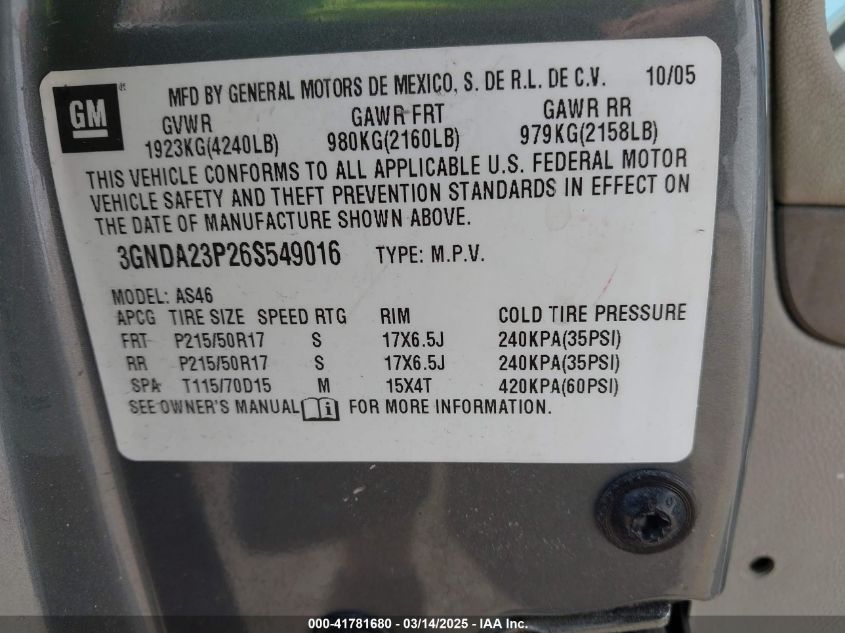 GM ® MFD BY GENERAL MOTORS DE MEXICO, S. DE R.L. DE C.V. 10/05
GVWR GAWR FRT GAWR RR
1923KG(4240LB) 980KG(2160LB) 979KG(2158LB)
THIS VEHICLE CONFORMS TO ALL APPLICABLE U.S. FEDERAL MOTOR
VEHICLE SAFETY AND THEFT PREVENTION STANDARDS IN EFFECT ON
THE DATE OF MANUFACTURE SHOWN ABOVE.
3GNDA23P26S549016 TYPE: M.P.V.
MODEL: AS46
APCG TIRE SIZE SPEED RTG RIM COLD TIRE PRESSURE
FRT P215/50R17 S 17X6.5J 240KPA(35PSI)
RR P215/50R17 S 17X6.5J 240KPA(35PSI)
SPA T115/70D15 M 15X4T 420KPA(60PSI)
SEE OWNER'S MANUAL i FOR MORE INFORMATION.
000-41781680 - 03/14/2025 - IAA Inc.